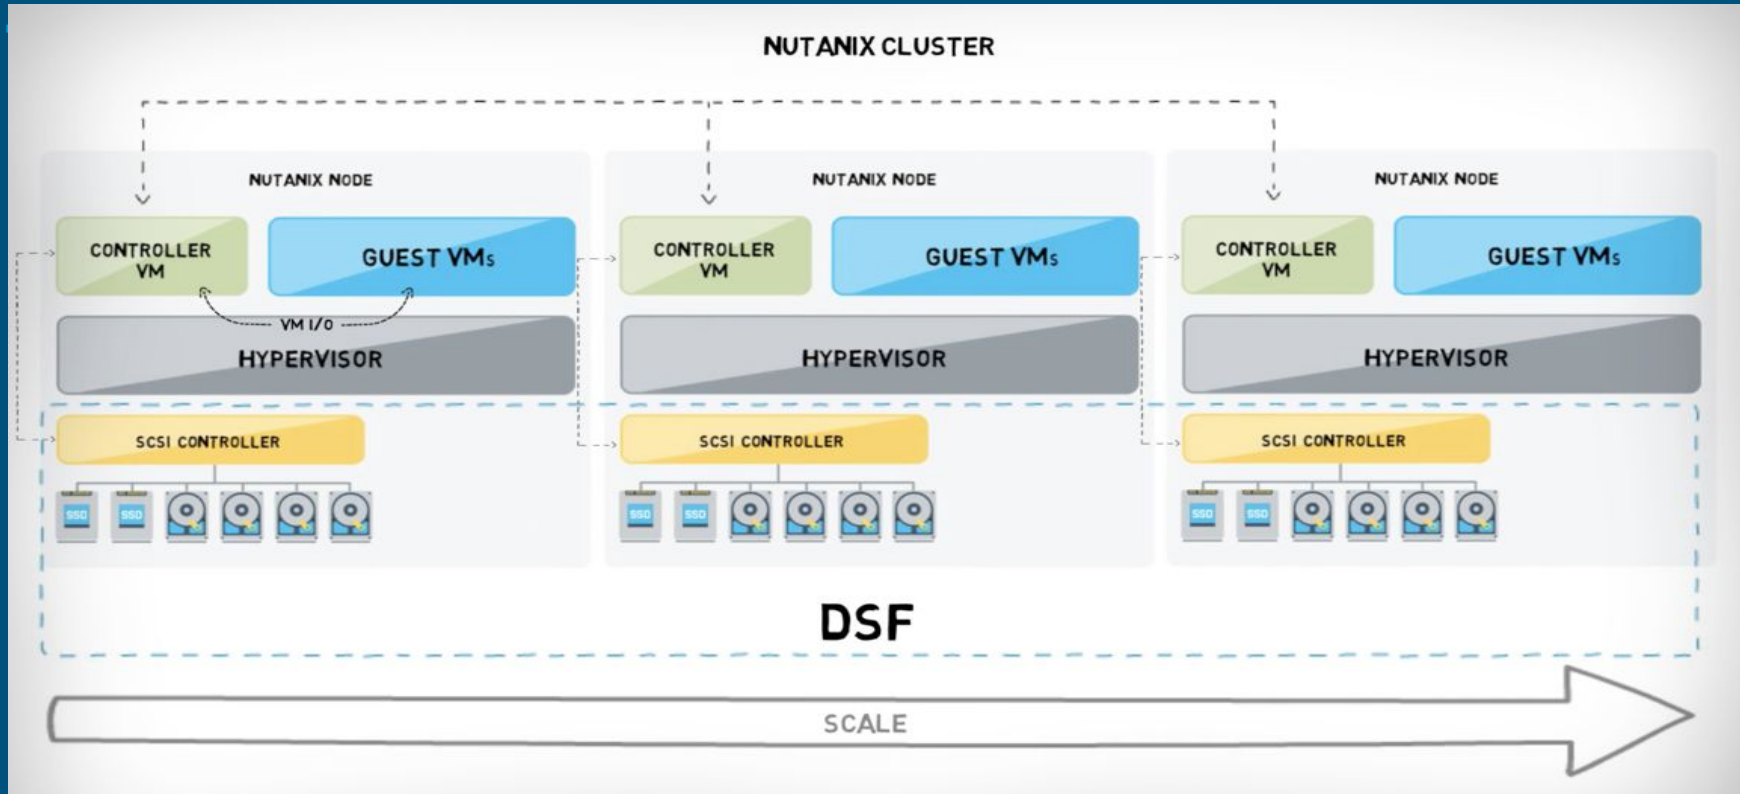 NUTANIX CLUSTER
NUTANIX NODE
CONTROLLER
VM
GUEST VMs
VM I/O
HYPERVISOR
SCSI CONTROLLER
SSD
SSD
NUTANIX NODE
CONTROLLER
VM
GUEST VMs
HYPERVISOR
SCSI CONTROLLER
SSD
SSD
NUTANIX NODE
CONTROLLER
VM
GUEST VMs
HYPERVISOR
SCSI CONTROLLER
SSD
SSD
DSF
SCALE